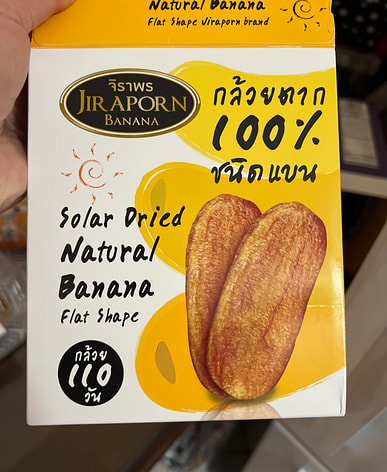 Natural Banana
Flat Shape Jiraporn brand
จิราพร
JIRAPORN
BANANA
กล้วยตาก
100%
ชนิดแบน
Solar Dried
Natural
Banana
Flat Shape
กล้วย
110
วัน